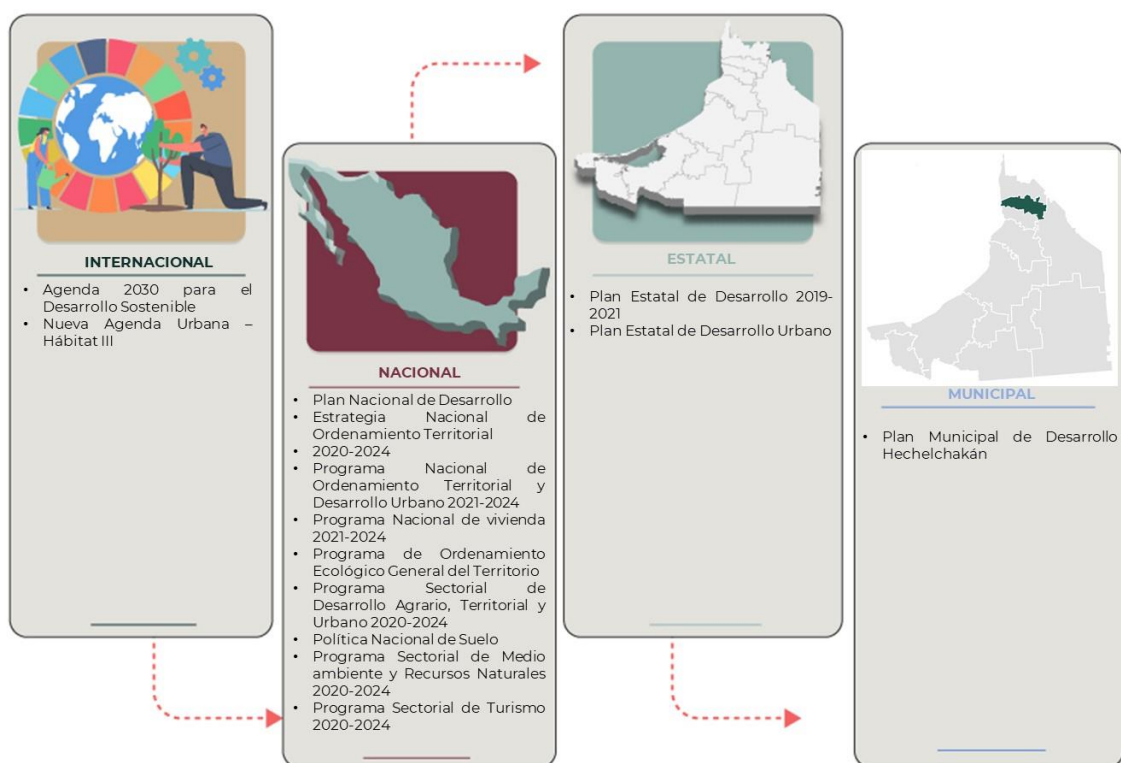 INTERNACIONAL
• Agenda 2030 para el
Desarrollo Sostenible
• Nueva Agenda Urbana –
Hábitat III
NACIONAL
• Plan Nacional de Desarrollo
• Estrategia Nacional de
Ordenamiento Territorial
• 2020-2024
• Programa Nacional de
Ordenamiento Territorial y
Desarrollo Urbano 2021-2024
• Programa Nacional de vivienda
2021-2024
• Programa de Ordenamiento
Ecológico General del Territorio
• Programa Sectorial de
Desarrollo Agrario, Territorial y
Urbano 2020-2024
• Política Nacional de Suelo
• Programa Sectorial de Medio
ambiente y Recursos Naturales
2020-2024
• Programa Sectorial de Turismo
2020-2024
ESTATAL
• Plan Estatal de Desarrollo 2019-
2021
• Plan Estatal de Desarrollo Urbano
MUNICIPAL
• Plan Municipal de Desarrollo
Hechelchakán